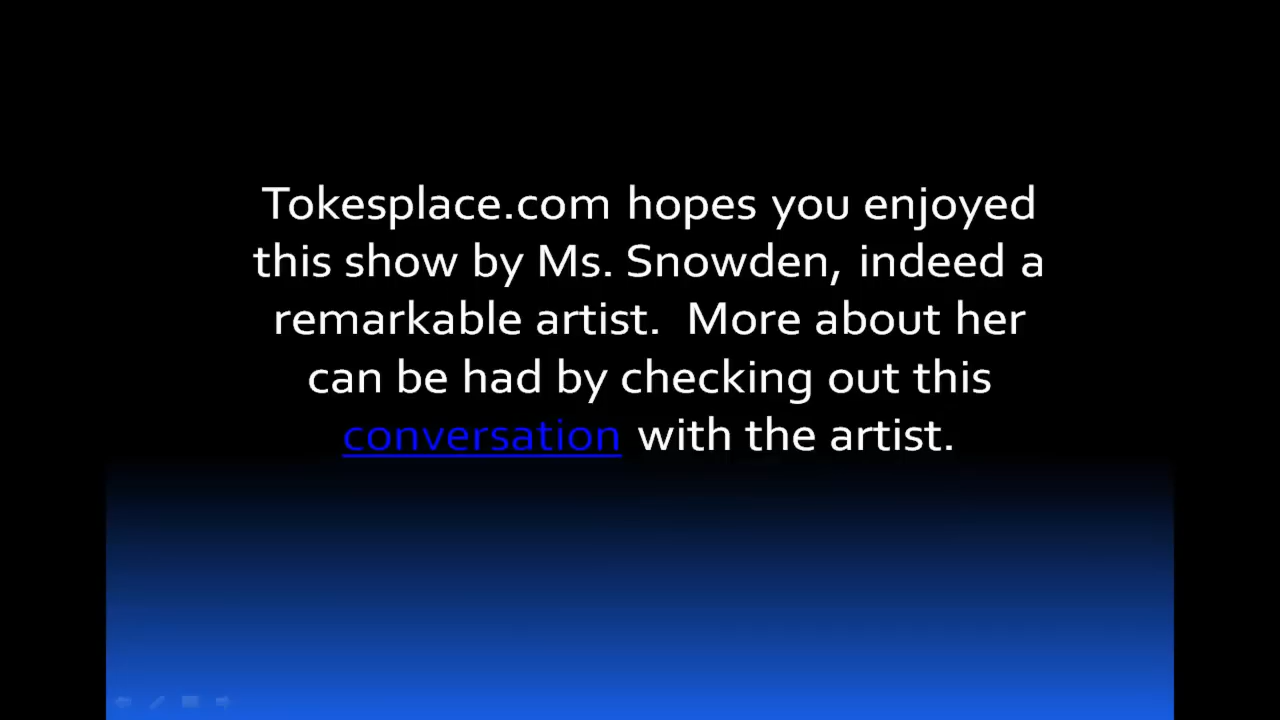 Tokesplace.com hopes you enjoyed
this show by Ms. Snowden, indeed a
remarkable artist.  More about her
can be had by checking out this
conversation with the artist.